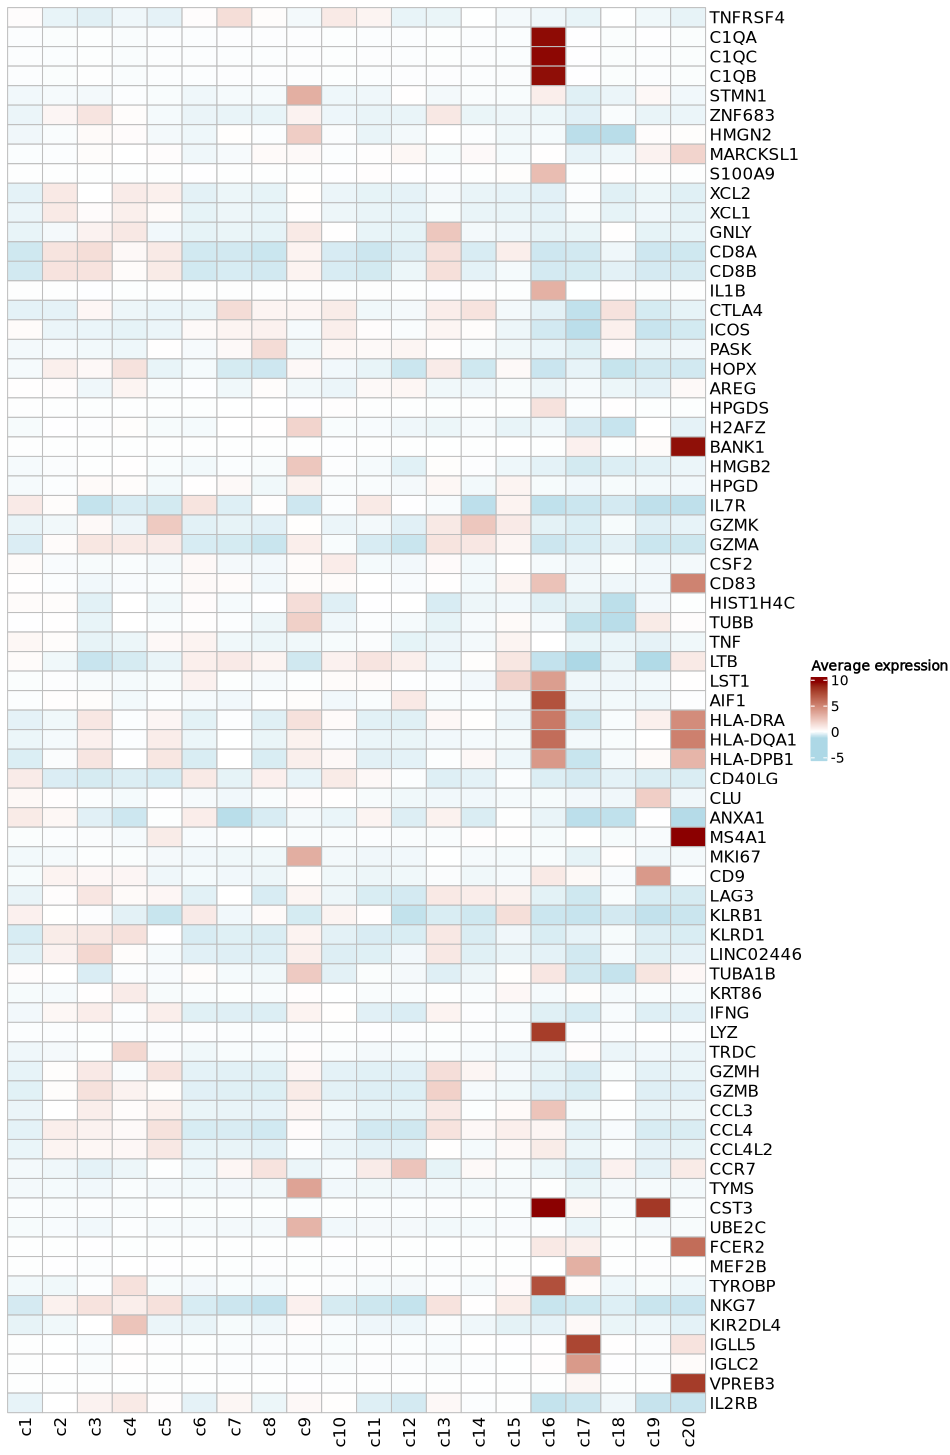 TNFRSF4
C1QA
C1QC
C1QB
STMN1
ZNF683
HMGN2
MARCKSL1
S100A9
XCL2
XCL1
GNLY
CD8A
CD8B
IL1B
CTLA4
ICOS
PASK
HOPX
AREG
HPGDS
H2AFZ
BANK1
HMGB2
HPGD
IL7R
GZMK
GZMA
CSF2
CD83
HIST1H4C
TUBB
TNF
LTB
LST1
AIF1
HLA-DRA
HLA-DQA1
HLA-DPB1
CD40LG
CLU
ANXA1
MS4A1
MKI67
CD9
LAG3
KLRB1
KLRD1
LINC02446
TUBA1B
KRT86
IFNG
LYZ
TRDC
GZMH
GZMB
CCL3
CCL4
CCL4L2
CCR7
TYMS
CST3
UBE2C
FCER2
MEF2B
TYROBP
NKG7
KIR2DL4
IGLL5
IGLC2
VPREB3
IL2RB
Average expression
10
5
0
-5
c1 c2 c3 c4 c5 c6 c7 c8 c9 c10 c11 c12 c13 c14 c15 c16 c17 c18 c19 c20